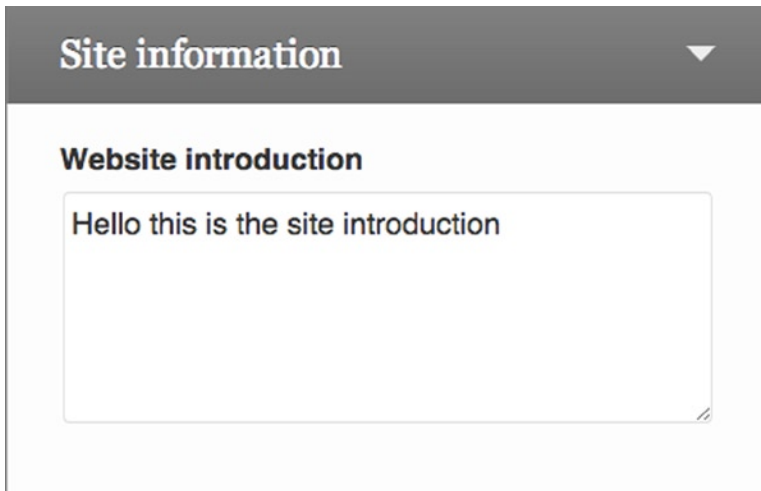 Site information
Website introduction
Hello this is the site introduction